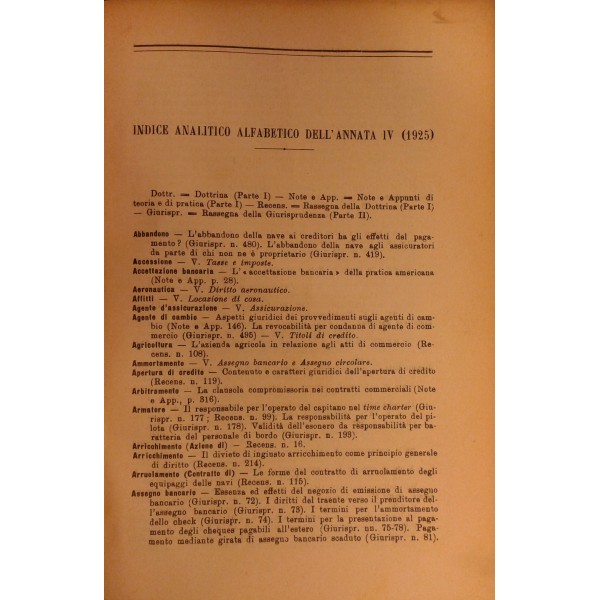 INDICE ANALITICO ALFABETICO DELL'ANNATA IV (1925)
Dottr. = Dottrina (Parte I) — Note e App. = Note e Appunti di
teoria e di pratica (Parte I) — Recens. = Rassegna della Dottrina (Parte I)
— Giurispr. = Rassegna della Giurisprudenza (Parte II).
Abbandono — L'abbandono della nave ai creditori ha gli effetti del paga-
mento? (Giurispr. n. 480). L'abbandono della nave agli assicuratori
da parte di chi non ne è proprietario (Giurispr. n. 419).
Accessione — V. Tasse e imposte.
Accettazione bancaria — L'«accettazione bancaria» della pratica americana
(Note e App. p. 28).
Aeronautica — V. Diritto aeronautico.
Affitti — V. Locazione di cosa.
Agente d'assicurazione — V. Assicurazione.
Agente di cambio — Aspetti giuridici dei provvedimenti sugli agenti di cam-
bio (Note e App. 146). La revocabilità per condanne di agente di com-
mercio (Giurispr. n. 495) — V. Titoli di credito.
Agricoltura — L'azienda agricola in relazione agli atti di commercio (Re-
cens. n. 108).
Ammortamento — V. Assegno bancario e Assegno circolare.
Apertura di credito — Contenuto e caratteri giuridici dell'apertura di credito
(Recens. n. 119).
Arbitramento — La clausola compromissoria nei contratti commerciali (Note
e App., p. 316).
Armatore — Il responsabile per l'operato del capitano nel time charter (Giu-
rispr. n. 177; Recens. n. 99). La responsabilità per l'operato del pi-
lota (Giurispr. n. 178). Validità dell'esonero da responsabilità per ba-
ratteria del personale di bordo (Giurispr. n. 193).
Arricchimento (Azione di) — Recens. n. 16.
Arricchimento — Il divieto di ingiusto arricchimento come principio generale
di diritto (Recens. n. 214).
Arruolamento (Contratto di) — Le forme del contratto di arruolamento degli
equipaggi delle navi (Recens. n. 115).
Assegno bancario — Essenza ed effetti del negozio di emissione di assegno
bancario (Giurispr. n. 72). I diritti del traente verso il prenditore del-
l'assegno bancario (Giurispr. n. 73). I termini per l'ammortamento
dello check (Giurispr. n. 74). I termini per la presentazione al paga-
mento degli cheques pagabili all'estero (Giurispr. nn. 75-78). Paga-
mento mediante girata di assegno bancario scaduto (Giurispr. n. 81).